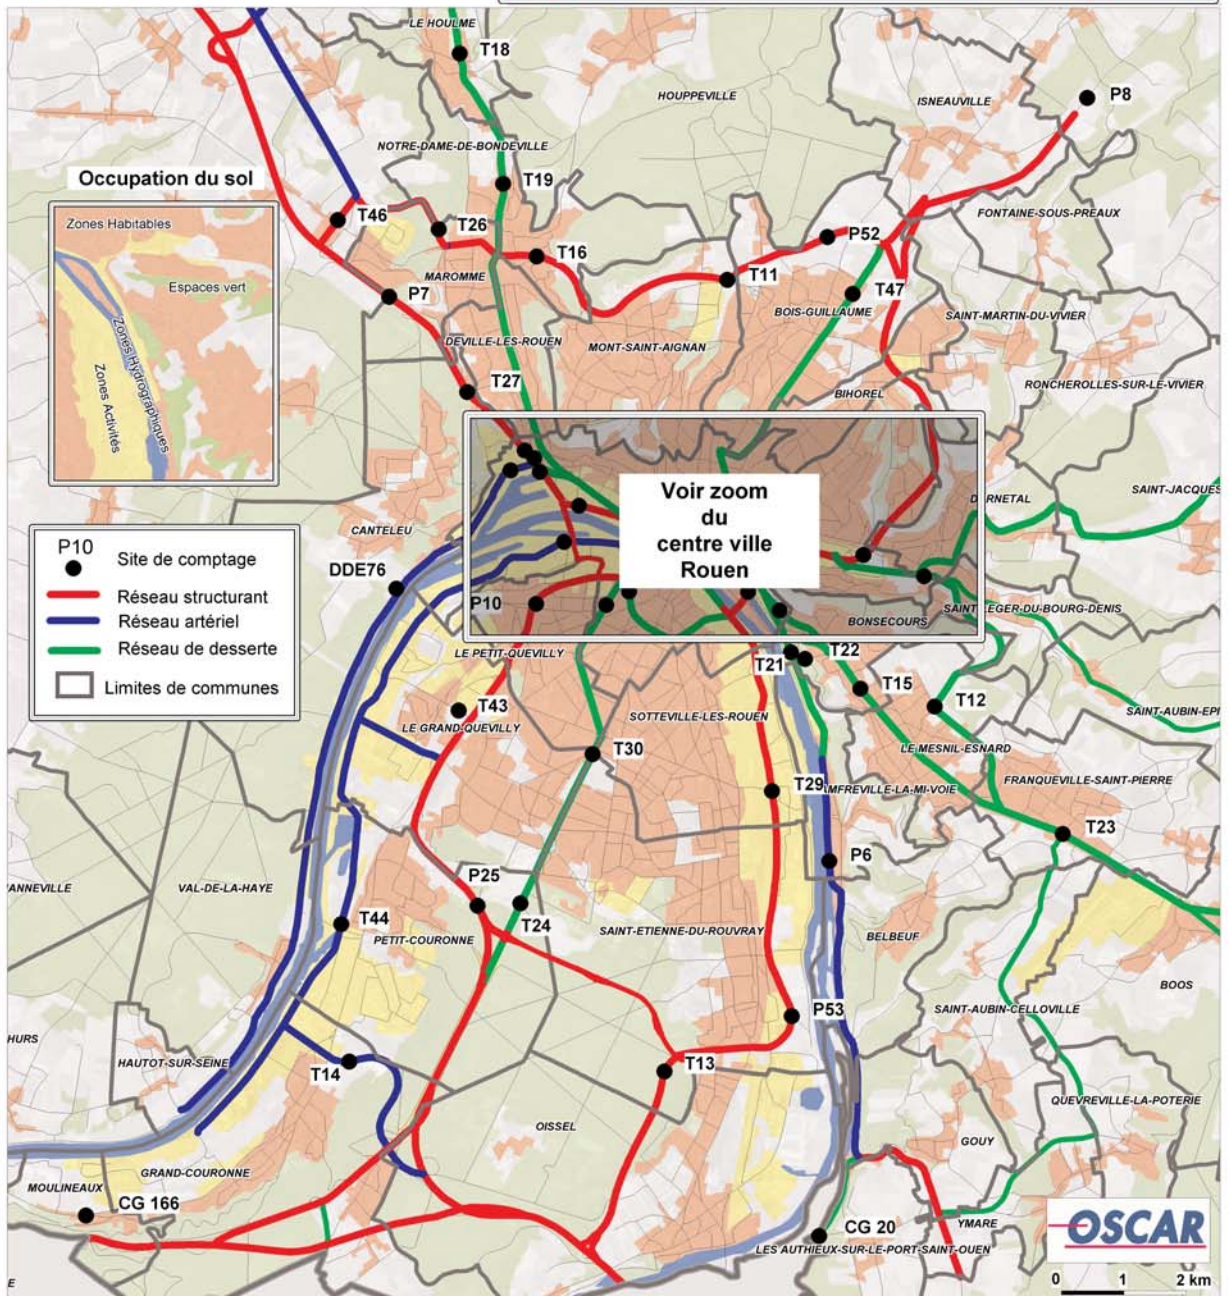 LE HOULME
T18
HOUPPEVILLE
ISNEAUVILLE
P8
NOTRE-DAME-DE-BONDEVILLE
Occupation du sol
T19
FONTAINE-SOUS-PREAUX
Zones Habitables
T46
T26
P52
T16
Espaces vert
MAROMME
T11
P7
T47
BOIS-GUILLAUME
SAINT-MARTIN-DU-VIVIER
Zones Hydrographiques
DEVILLE-LES-ROUEN
MONT-SAINT-AIGNAN
Zones Activités
T27
RONCHEROLLES-SUR-LE-VIVIER
BIHOREL
Voir zoom
du
centre ville
Rouen
DARNETAL
SAINT-JACQUES
CANTELEU
P10
Site de comptage
DDE76
Réseau structurant
P10
SAINT-LEGER-DU-BOURG-DENIS
Réseau artériel
BONSECOURS
Réseau de desserte
LE PETIT-QUEVILLY
T21
T22
Limites de communes
T15
T12
T43
SOTTEVILLE-LES-ROUEN
SAINT-AUBIN-EPI
LE GRAND-QUEVILLY
T30
LE MESNIL-ESNARD
FRANQUEVILLE-SAINT-PIERRE
T29
AMFREVILLE-LA-MI-VOIE
T23
P6
ANNEVILLE
VAL-DE-LA-HAYE
P25
T44
T24
SAINT-ETIENNE-DU-ROUVRAY
PETIT-COURONNE
BELBEUF
BOOS
P53
SAINT-AUBIN-CELLOVILLE
HURS
HAUTOT-SUR-SEINE
T14
T13
QUEVREVILLE-LA-POTERIE
OISSEL
GOUY
GRAND-COURONNE
MOULINEAUX
CG 166
OSCAR
CG 20
YMARE
LES AUTHIEUX-SUR-LE-PORT-SAINT-OUEN
E
0 1 2 km